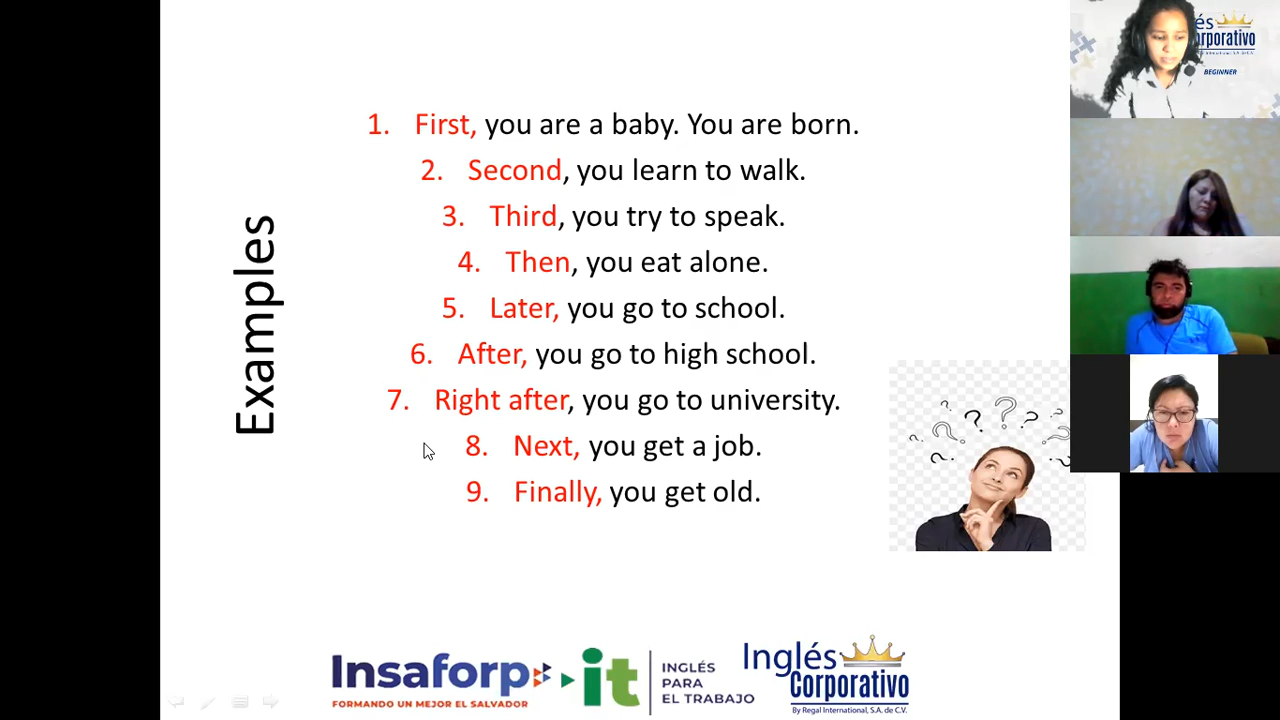 Examples
1. First, you are a baby. You are born.
2. Second, you learn to walk.
3. Third, you try to speak.
4. Then, you eat alone.
5. Later, you go to school.
6. After, you go to high school.
7. Right after, you go to university.
8. Next, you get a job.
9. Finally, you get old.
Insaforp
FORMANDO UN MEJOR EL SALVADOR
it
INGLÉS
PARA
EL TRABAJO
Inglés
Corporativo
By Regal International, S.A. de C.V.
BEGINNER